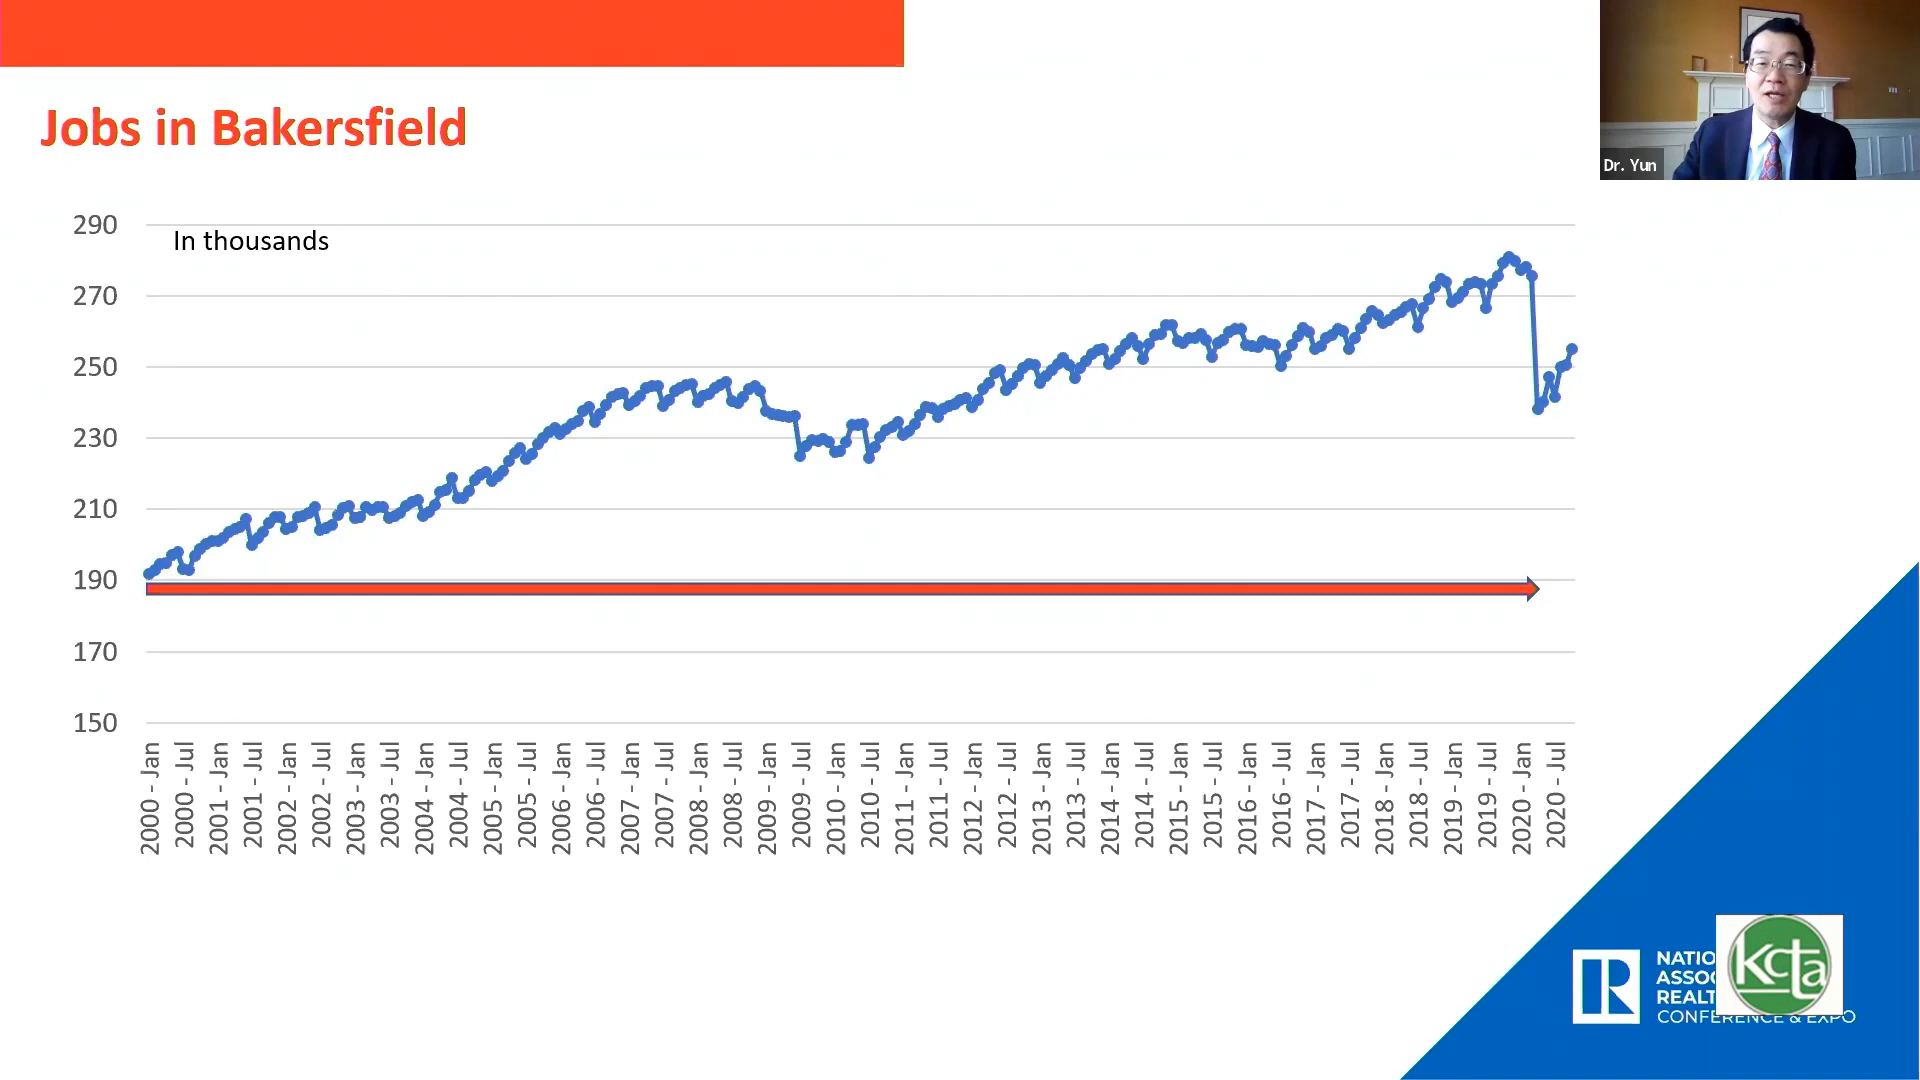 Jobs in Bakersfield
Dr. Yun
In thousands
290
270
250
230
210
190
170
150
2000 - Jan
2000 - Jul
2001 - Jan
2001 - Jul
2002 - Jan
2002 - Jul
2003 - Jan
2003 - Jul
2004 - Jan
2004 - Jul
2005 - Jan
2005 - Jul
2006 - Jan
2006 - Jul
2007 - Jan
2007 - Jul
2008 - Jan
2008 - Jul
2009 - Jan
2009 - Jul
2010 - Jan
2010 - Jul
2011 - Jan
2011 - Jul
2012 - Jan
2012 - Jul
2013 - Jan
2013 - Jul
2014 - Jan
2014 - Jul
2015 - Jan
2015 - Jul
2016 - Jan
2016 - Jul
2017 - Jan
2017 - Jul
2018 - Jan
2018 - Jul
2019 - Jan
2019 - Jul
2020 - Jan
2020 - Jul
R
NATIO
ASSO
REALT
CONFERENCE & EXPO
kcta